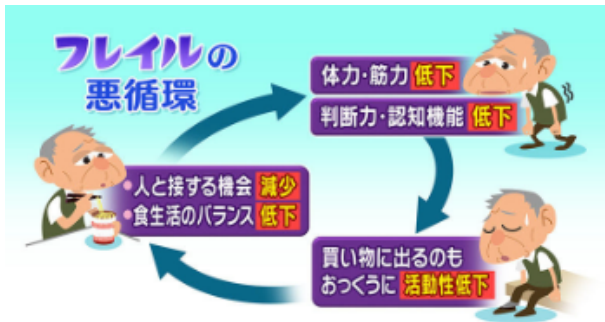 フレイルの
悪循環
体力・筋力 低下
判断力・認知機能 低下
・人と接する機会 減少
・食生活のバランス 低下
買い物に出るのも
おっくうに 活動性低下